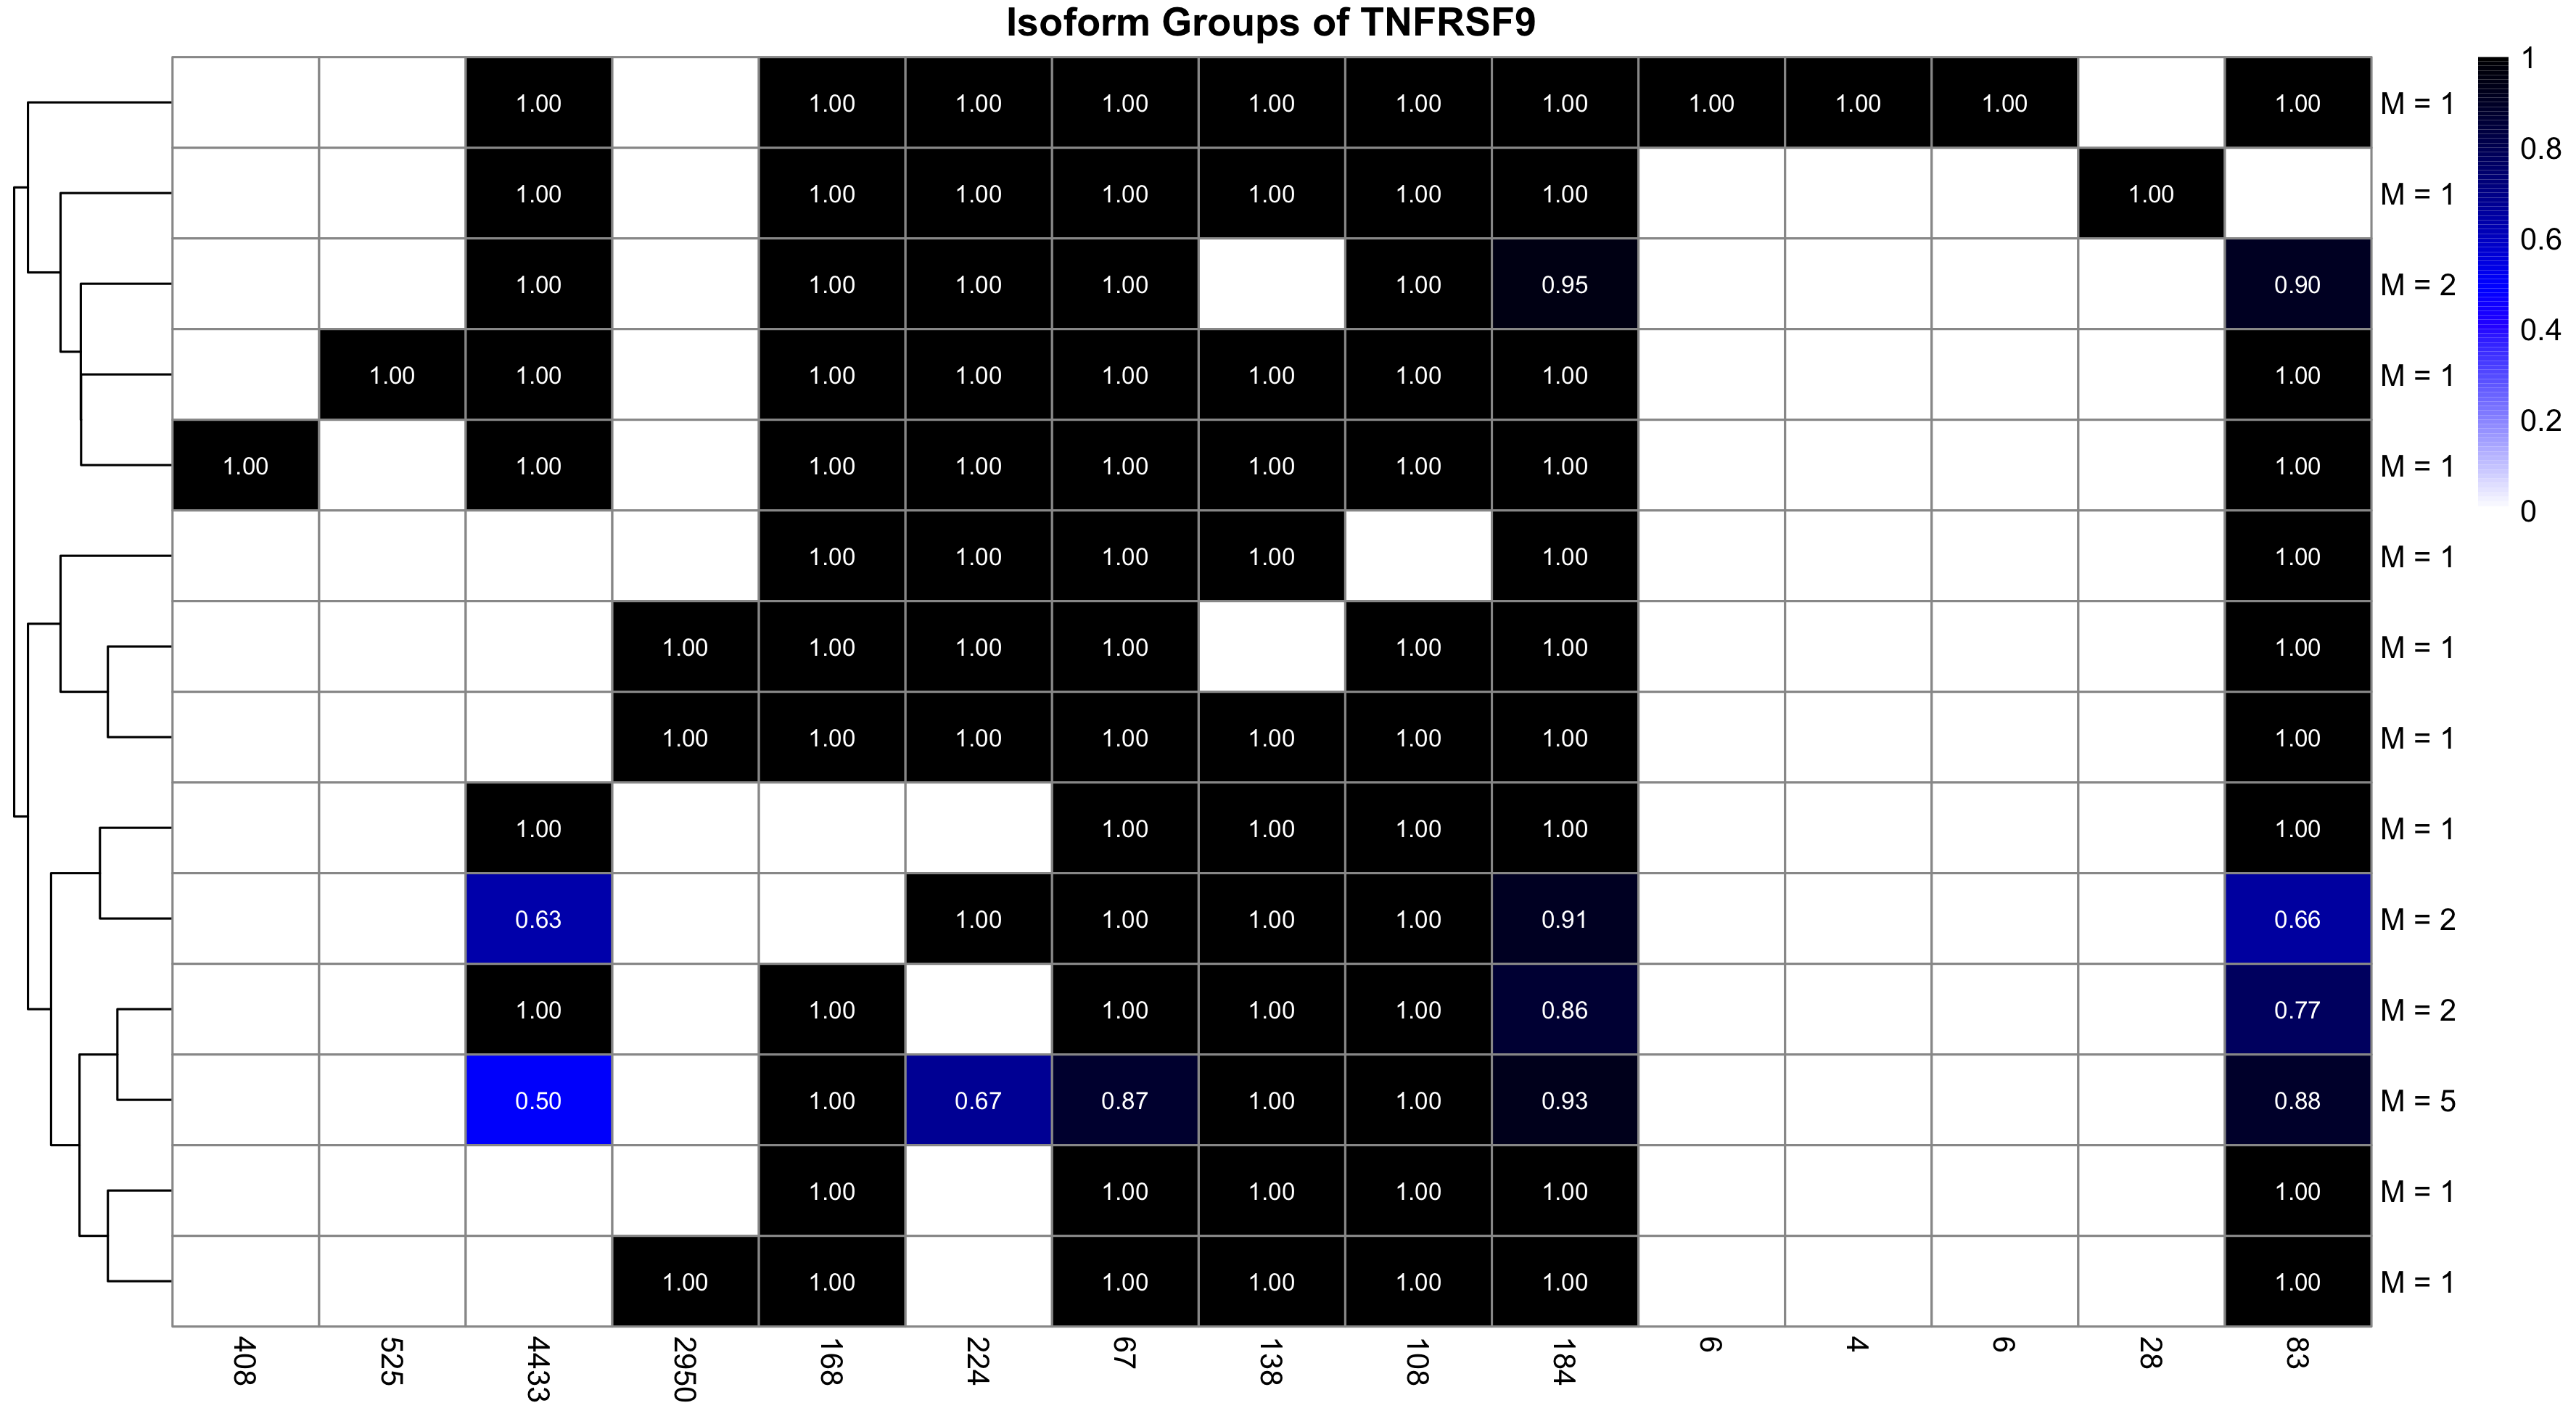 Isoform Groups of TNFRSF9
1.00 1.00 1.00 1.00 1.00 1.00 1.00 1.00 1.00 1.00 1.00 M = 1
1.00 1.00 1.00 1.00 1.00 1.00 1.00 1.00 M = 1
1.00 1.00 1.00 1.00 1.00 0.95 0.90 M = 2
1.00 1.00 1.00 1.00 1.00 1.00 1.00 1.00 1.00 M = 1
1.00 1.00 1.00 1.00 1.00 1.00 1.00 1.00 1.00 M = 1
1.00 1.00 1.00 1.00 1.00 1.00 M = 1
1.00 1.00 1.00 1.00 1.00 1.00 1.00 M = 1
1.00 1.00 1.00 1.00 1.00 1.00 1.00 1.00 M = 1
1.00 1.00 1.00 1.00 1.00 1.00 M = 1
0.63 1.00 1.00 1.00 1.00 0.91 0.66 M = 2
1.00 1.00 1.00 1.00 1.00 0.86 0.77 M = 2
0.50 1.00 0.67 0.87 1.00 1.00 0.93 0.88 M = 5
1.00 1.00 1.00 1.00 1.00 1.00 M = 1
1.00 1.00 1.00 1.00 1.00 1.00 1.00 M = 1
408 525 4433 2950 168 2224 67 138 108 184 6 4 6 28 83
1
0.8
0.6
0.4
0.2
0